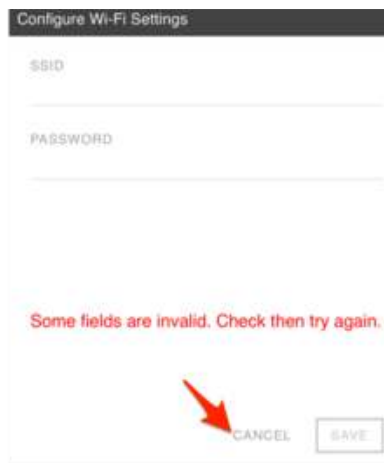 Configure Wi-Fi Settings
SSID
PASSWORD
Some fields are invalid. Check then try again.
CANCEL SAVE